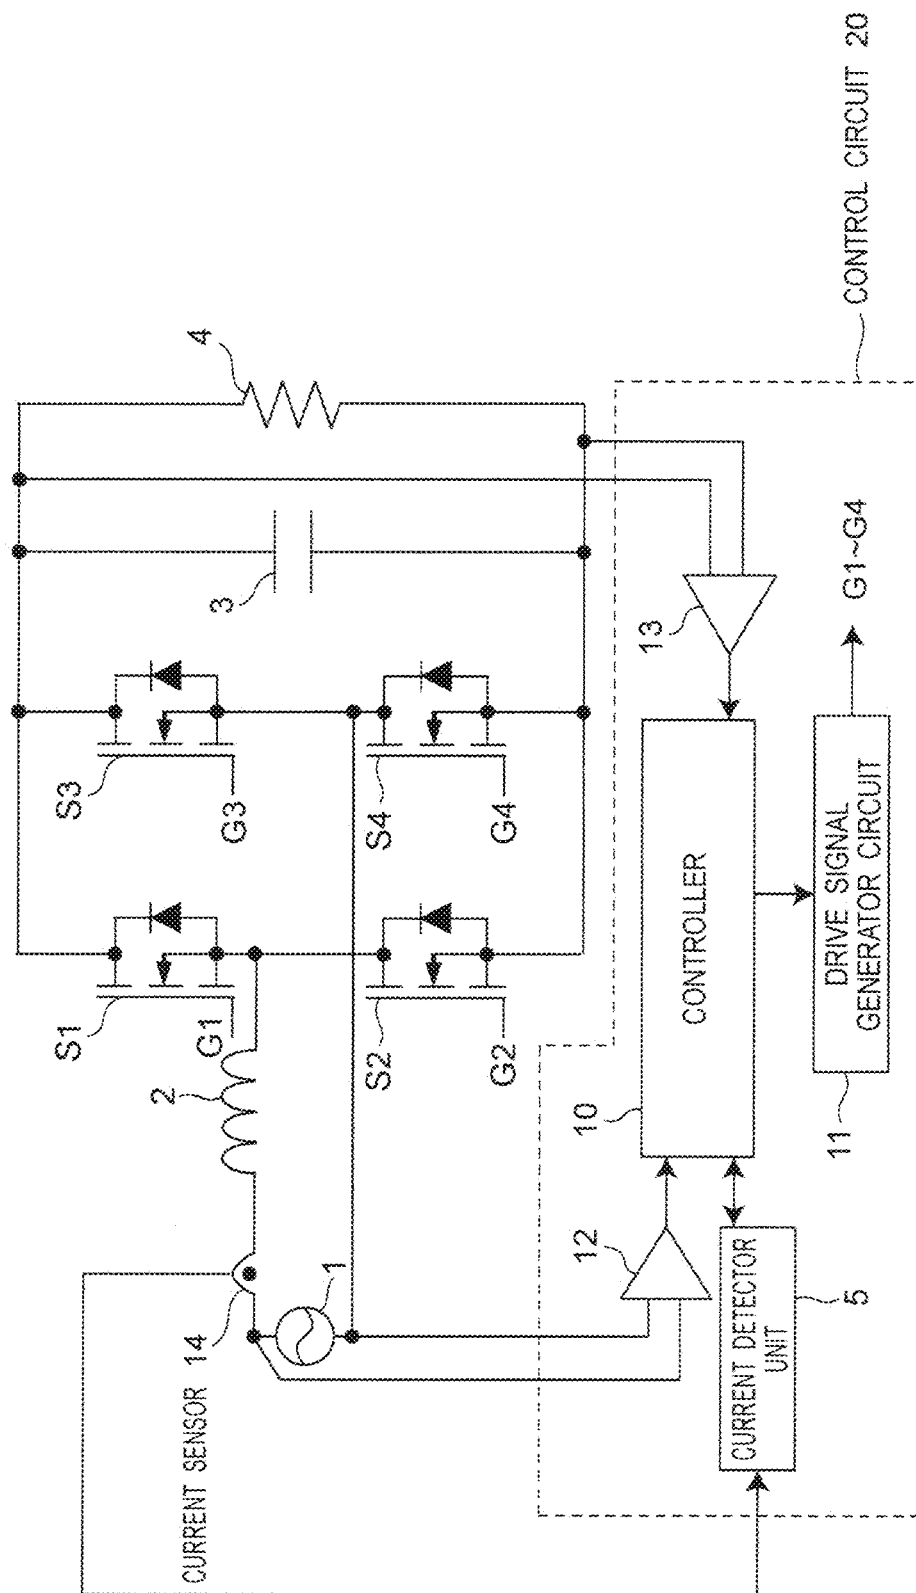 CURRENT SENSOR 14
1
2
S1
G1
S2
G2
S3
G3
S4
G4
3
4
CONTROL CIRCUIT 20
12
10
CONTROLLER
13
CURRENT DETECTOR
UNIT
5
11
DRIVE SIGNAL
GENERATOR CIRCUIT
G1~G4